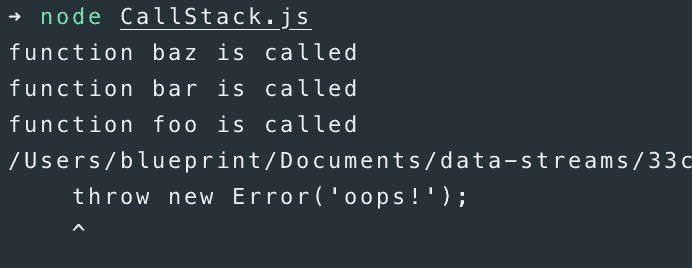 → node CallStack.js
function baz is called
function bar is called
function foo is called
/Users/blueprint/Documents/data-streams/33c
    throw new Error('oops!');
    ^